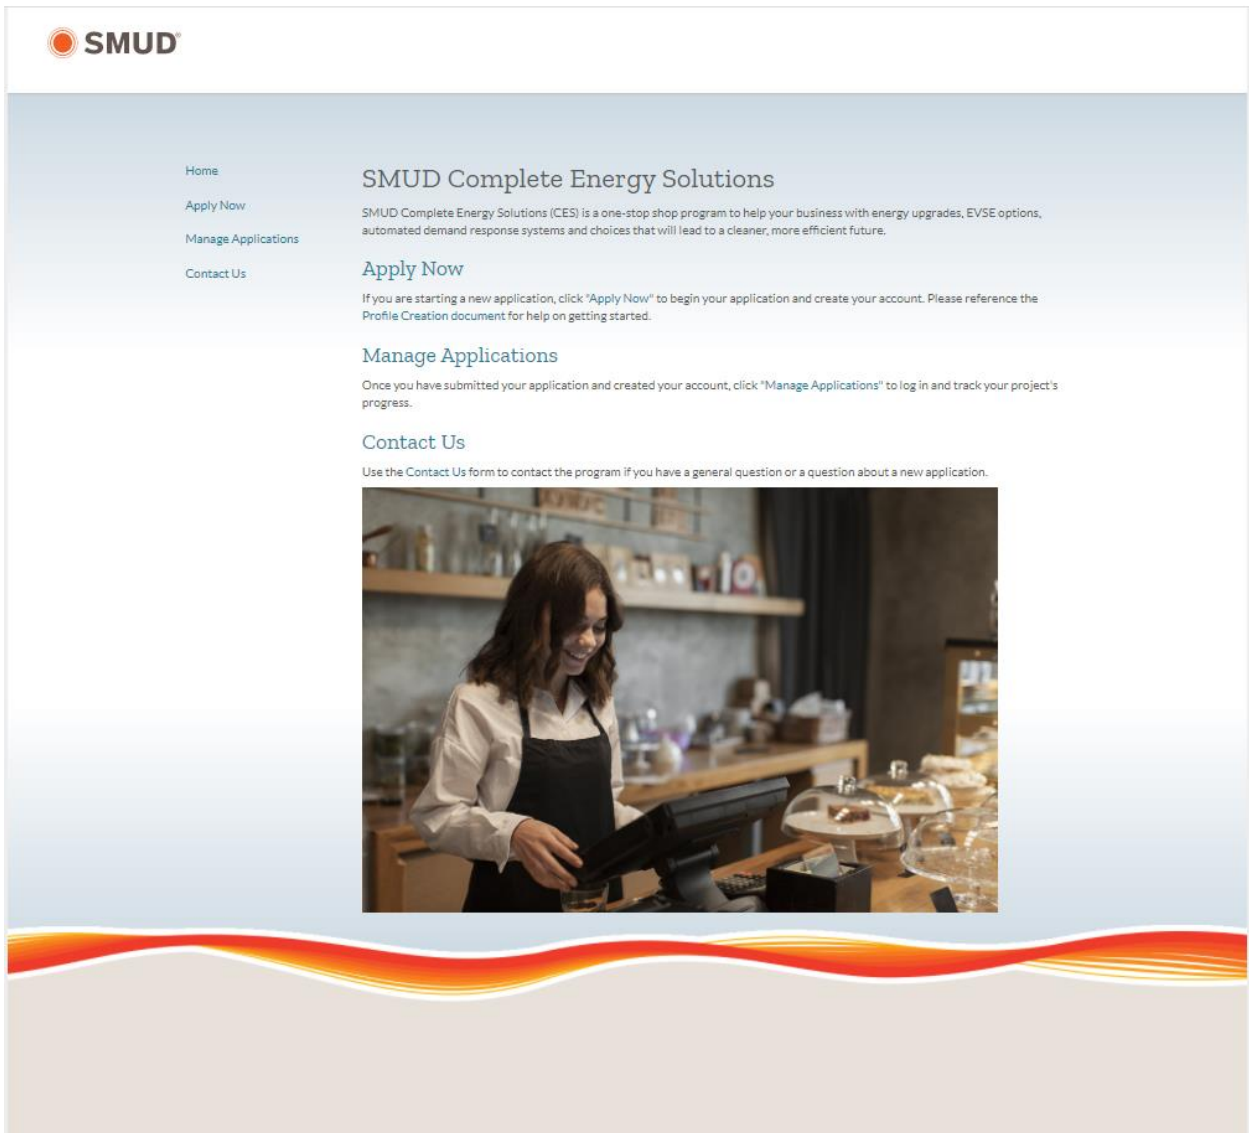 SMUD®
Home
Apply Now
Manage Applications
Contact Us
SMUD Complete Energy Solutions
SMUD Complete Energy Solutions (CES) is a one-stop shop program to help your business with energy upgrades, EVSE options,
automated demand response systems and choices that will lead to a cleaner, more efficient future.
Apply Now
If you are starting a new application, click "Apply Now" to begin your application and create your account. Please reference the
Profile Creation document for help on getting started.
Manage Applications
Once you have submitted your application and created your account, click "Manage Applications" to log in and track your project's
progress.
Contact Us
Use the Contact Us form to contact the program if you have a general question or a question about a new application.